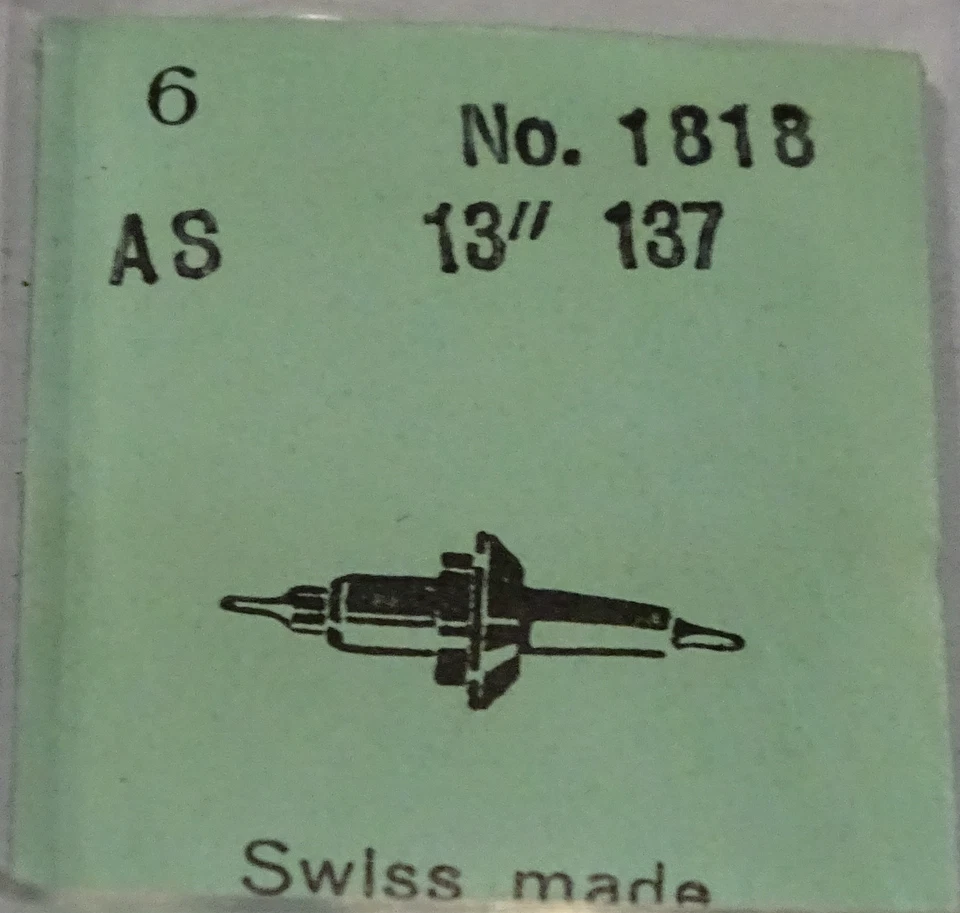 6
No. 1818
AS 13″ 137
Swiss made